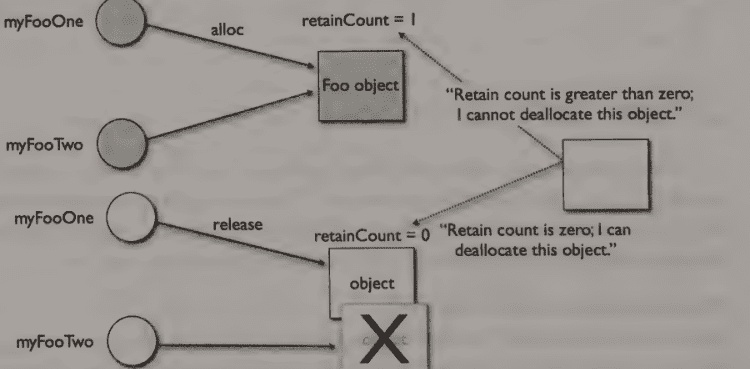 myFooOne
alloc
retainCount = 1
Foo object
"Retain count is greater than zero;
I cannot deallocate this object."
myFooTwo
myFooOne
release
retainCount = 0
"Retain count is zero; I can
deallocate this object."
object
myFooTwo
X